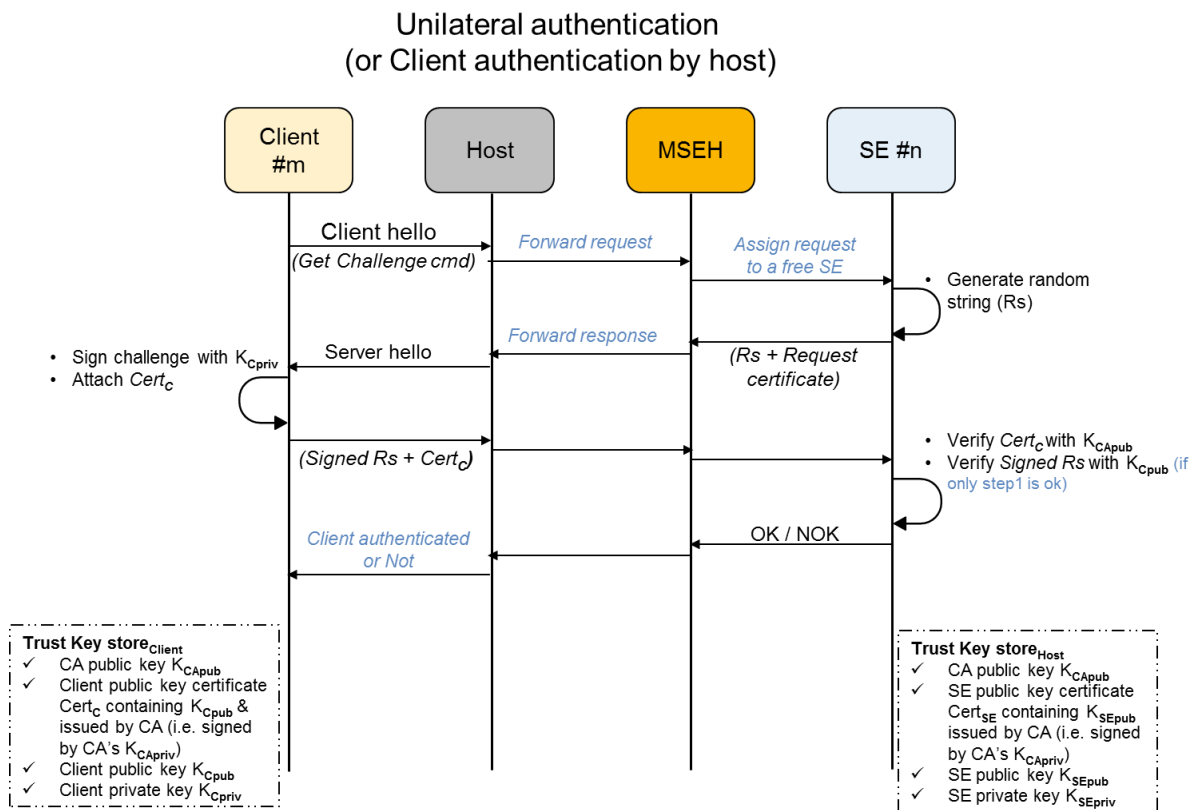 Unilateral authentication
(or Client authentication by host)
Client
#m
Host
MSEH
SE #n
Client hello
(Get Challenge cmd)
Forward request
Assign request
to a free SE
• Generate random
string (Rs)
Forward response
Server hello
(Rs + Request
certificate)
• Sign challenge with KCpriv
• Attach CertC
(Signed Rs + CertC)
• Verify CertC with KCApub
• Verify Signed Rs with KCpub (if
only step1 is ok)
OK / NOK
Client authenticated
or Not
Trust Key storeClient
✓ CA public key KCApub
✓ Client public key certificate
CertC containing KCpub &
issued by CA (i.e. signed
by CA's KCApriv)
✓ Client public key KCpub
✓ Client private key KCpriv
Trust Key storeHost
✓ CA public key KCApub
✓ SE public key certificate
CertSE containing KSEpub
issued by CA (i.e. signed
by CA's KCApriv)
✓ SE public key KSEpub
✓ SE private key KSEpriv